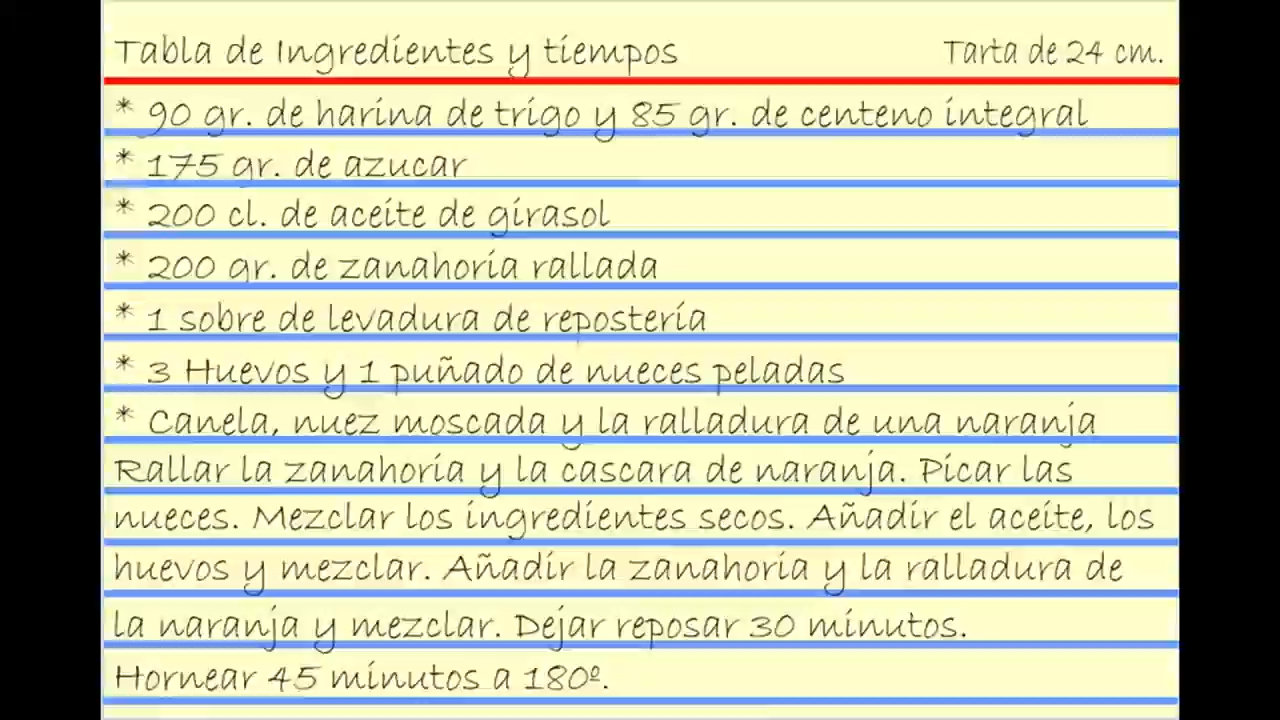 Tabla de Ingredientes y tiempos Tarta de 24 cm.
* 90 gr. de harina de trigo y 85 gr. de centeno integral
* 175 gr. de azucar
* 200 cl. de aceite de girasol
* 200 gr. de zanahoria rallada
* 1 sobre de levadura de repostería
* 3 Huevos y 1 puñado de nueces peladas
* Canela, nuez moscada y la ralladura de una naranja
Rallar la zanahoria y la cascara de naranja. Picar las
nueces. Mezclar los ingredientes secos. Añadir el aceite, los
huevos y mezclar. Añadir la zanahoria y la ralladura de
la naranja y mezclar. Dejar reposar 30 minutos.
Hornear 45 minutos a 180º.